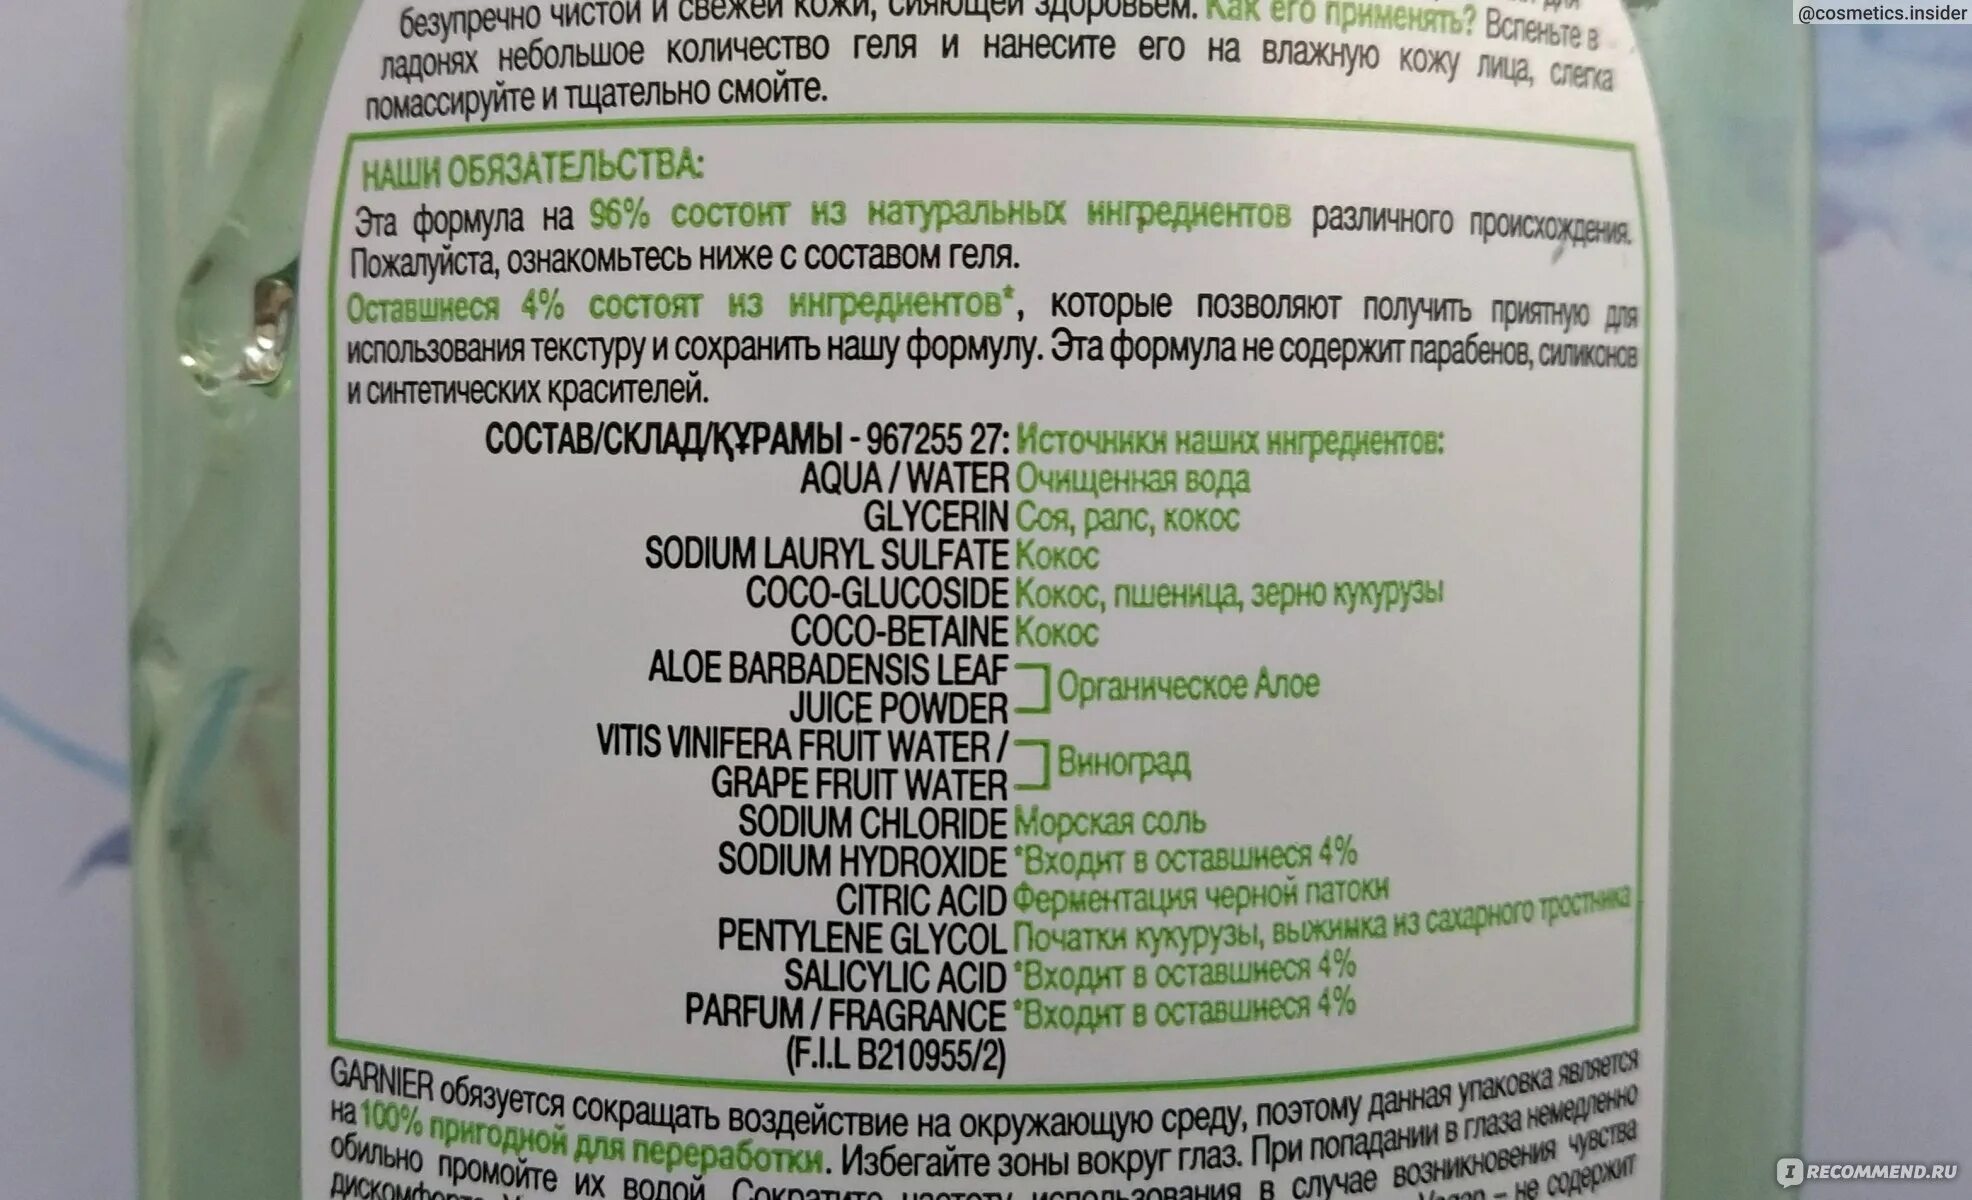 @cosmetics.insider
безупречно чистой и свежей кожи, сияющей здоровьем. Как его применять? Вспеньте в
ладонях небольшое количество геля и нанесите его на влажную кожу лица, слегка
помассируйте и тщательно смойте.
НАШИ ОБЯЗАТЕЛЬСТВА:
Эта формула на 96% состоит из натуральных ингредиентов различного происхождения.
Пожалуйста, ознакомьтесь ниже с составом геля.
Оставшиеся 4% состоят из ингредиентов*, которые позволяют получить приятную для
использования текстуру и сохранить нашу формулу. Эта формула не содержит парабенов, силиконов
и синтетических красителей.
СОСТАВ/СКЛАД/ҚҰРАМЫ - 967255 27: Источники наших ингредиентов:
AQUA / WATER Очищенная вода
GLYCERIN Соя, рапс, кокос
SODIUM LAURYL SULFATE Кокос
COCO-GLUCOSIDE Кокос, пшеница, зерно кукурузы
COCO-BETAINE Кокос
ALOE BARBADENSIS LEAF
JUICE POWDER Органическое Алое
VITIS VINIFERA FRUIT WATER /
GRAPE FRUIT WATER Виноград
SODIUM CHLORIDE Морская соль
SODIUM HYDROXIDE *Входит в оставшиеся 4%
CITRIC ACID Ферментация черной патоки
PENTYLENE GLYCOL Початки кукурузы, выжимка из сахарного тростника
SALICYLIC ACID *Входит в оставшиеся 4%
PARFUM / FRAGRANCE *Входит в оставшиеся 4%
(F.I.L B210955/2)
GARNIER обязуется сокращать воздействие на окружающую среду, поэтому данная упаковка является
на 100% пригодной для переработки. Избегайте зоны вокруг глаз. При попадании в глаза немедленно
обильно промойте их водой. Сократите частоту использования в случае возникновения чувства
не содержит
IRECOMMEND.RU